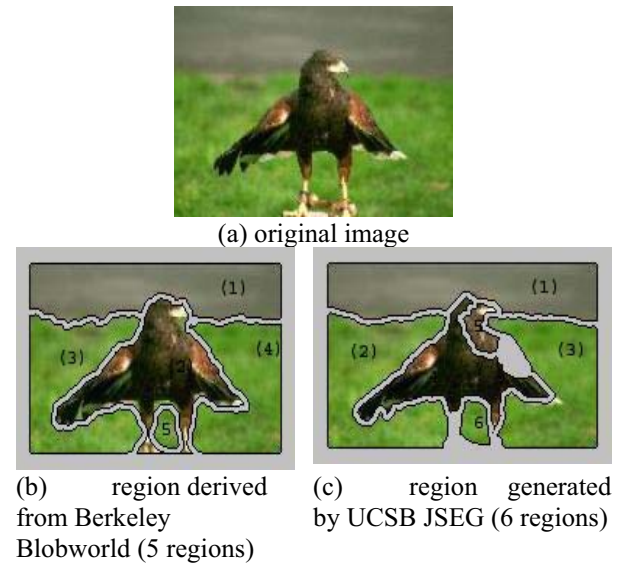 (a) original image
(1)
(3)
(4)
2
5
(1)
5
(2)
(3)
6
(b) region derived
from Berkeley
Blobworld (5 regions)
(c) region generated
by UCSB JSEG (6 regions)